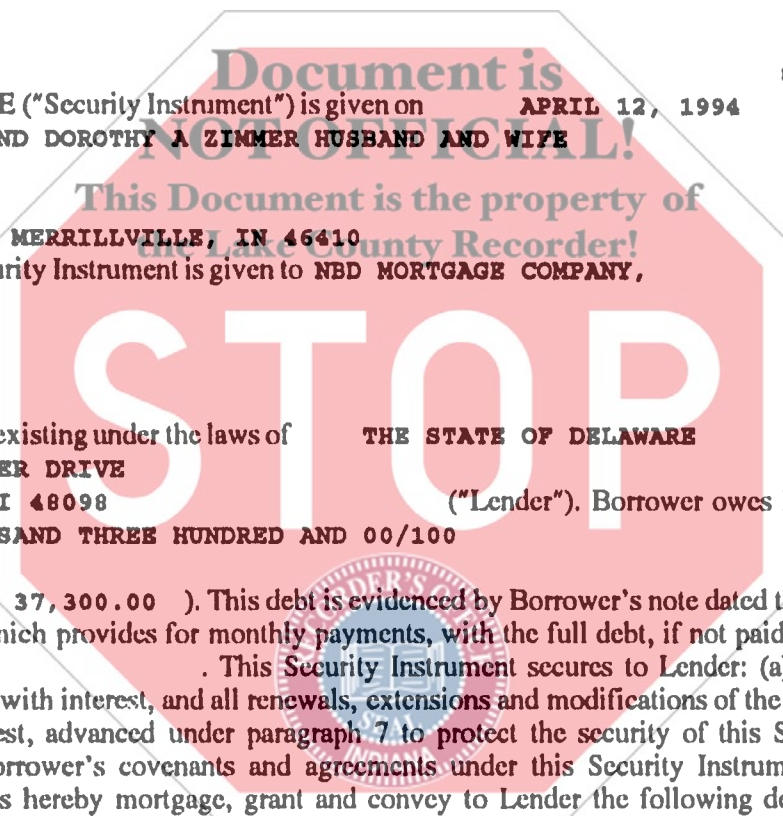 Document is
E ("Security Instrument") is given on APRIL 12, 1994
ND DOROTHY A ZIMMER HUSBAND AND WIFE
NOT OFFICIAL!
This Document is the property of
MERRILLVILLE, IN 46410
the Lake County Recorder!
urity Instrument is given to NBD MORTGAGE COMPANY,
STOP
existing under the laws of THE STATE OF DELAWARE
ER DRIVE
I 48098 ("Lender"). Borrower owes
SAND THREE HUNDRED AND 00/100
37,300.00 ). This debt is evidenced by Borrower's note dated t
hich provides for monthly payments, with the full debt, if not paid
. This Security Instrument secures to Lender: (a
with interest, and all renewals, extensions and modifications of the
est, advanced under paragraph 7 to protect the security of this S
orrower's covenants and agreements under this Security Instrum
s hereby mortgage, grant and convey to Lender the following de
SEAL
INDIANA